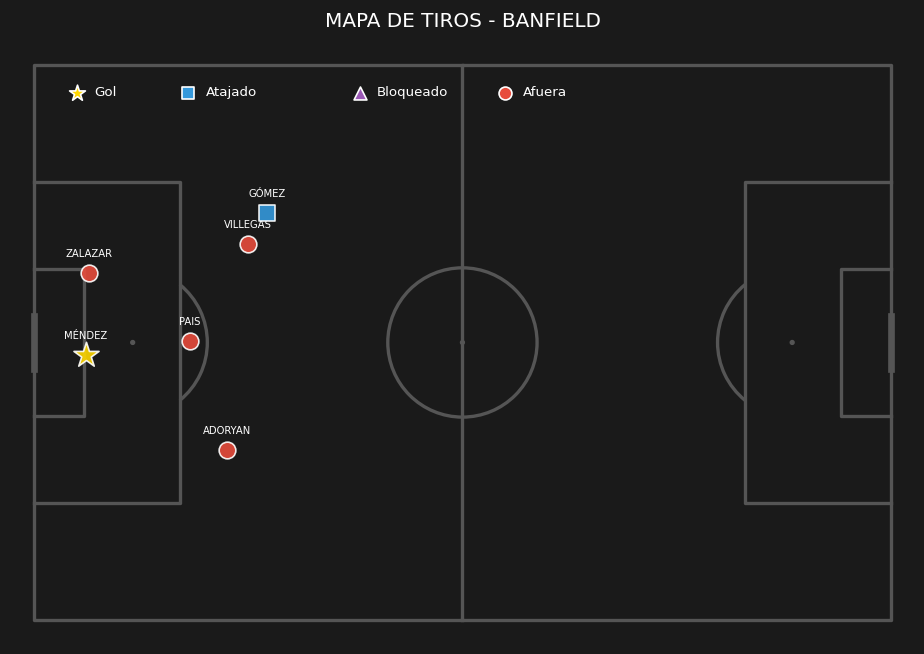 MAPA DE TIROS - BANFIELD
Gol
Atajado
Bloqueado
Afuera
GÓMEZ
VILLEGAS
ZALAZAR
PAIS
MÉNDEZ
ADORYAN